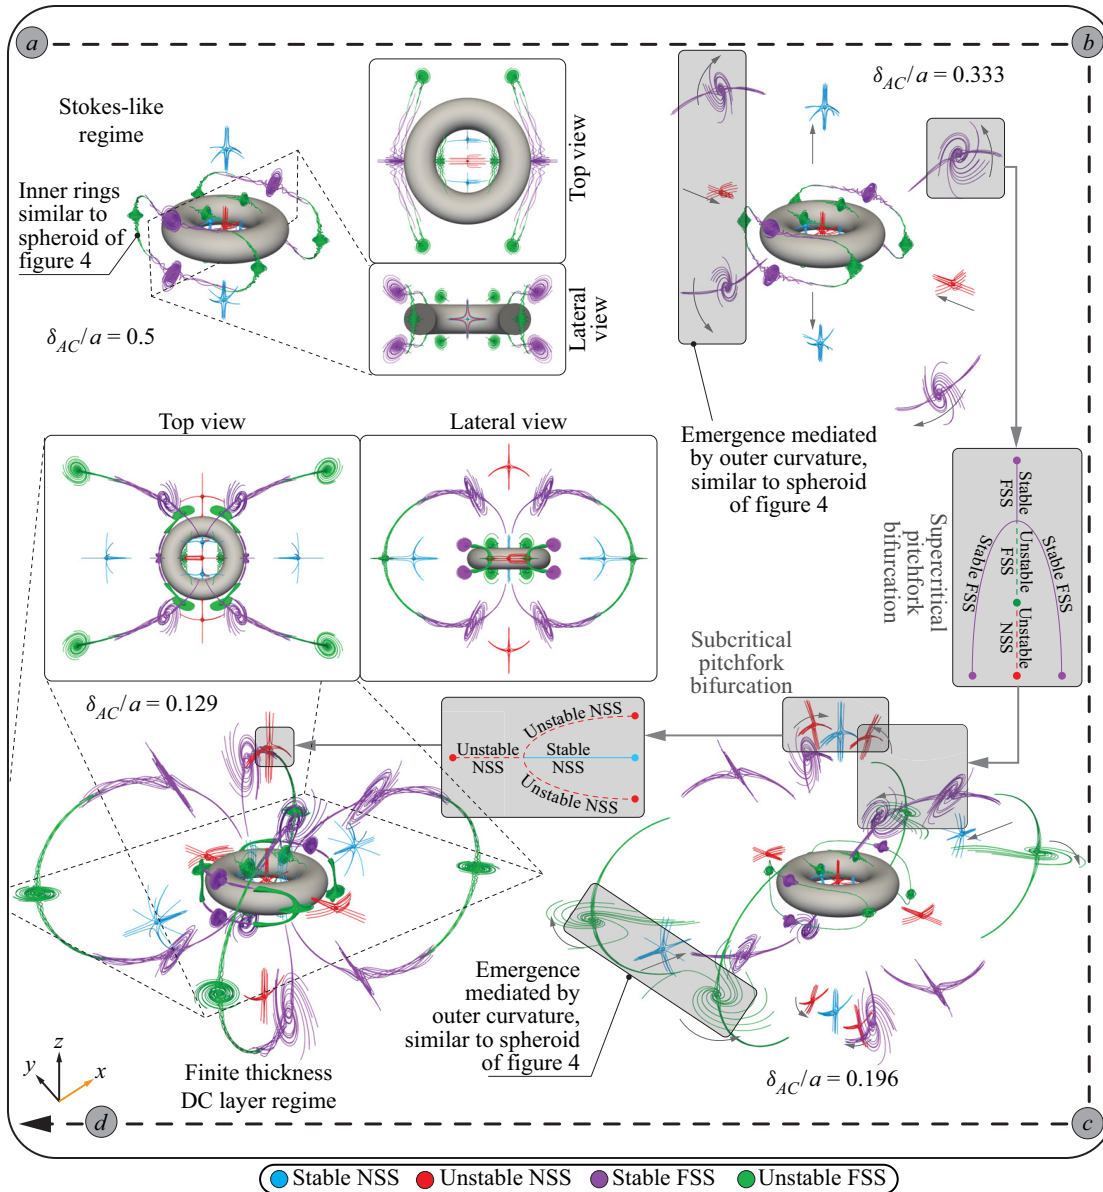 a
b
Stokes-like
regime
Inner rings
similar to
spheroid of
figure 4
δAC/a = 0.5
Top view
Lateral
view
δAC/a = 0.333
Emergence mediated
by outer curvature,
similar to spheroid
of figure 4
Stable
FSS
Unstable
FSS
Unstable
NSS
Stable FSS
Stable FSS
Supercritical
pitchfork
bifurcation
Top view
Lateral view
δAC/a = 0.129
Subcritical
pitchfork
bifurcation
Unstable NSS
Unstable
NSS
Stable
NSS
Unstable NSS
Emergence
mediated by
outer curvature,
similar to spheroid
of figure 4
δAC/a = 0.196
z
y
x
Finite thickness
DC layer regime
d
c
Stable NSS
Unstable NSS
Stable FSS
Unstable FSS